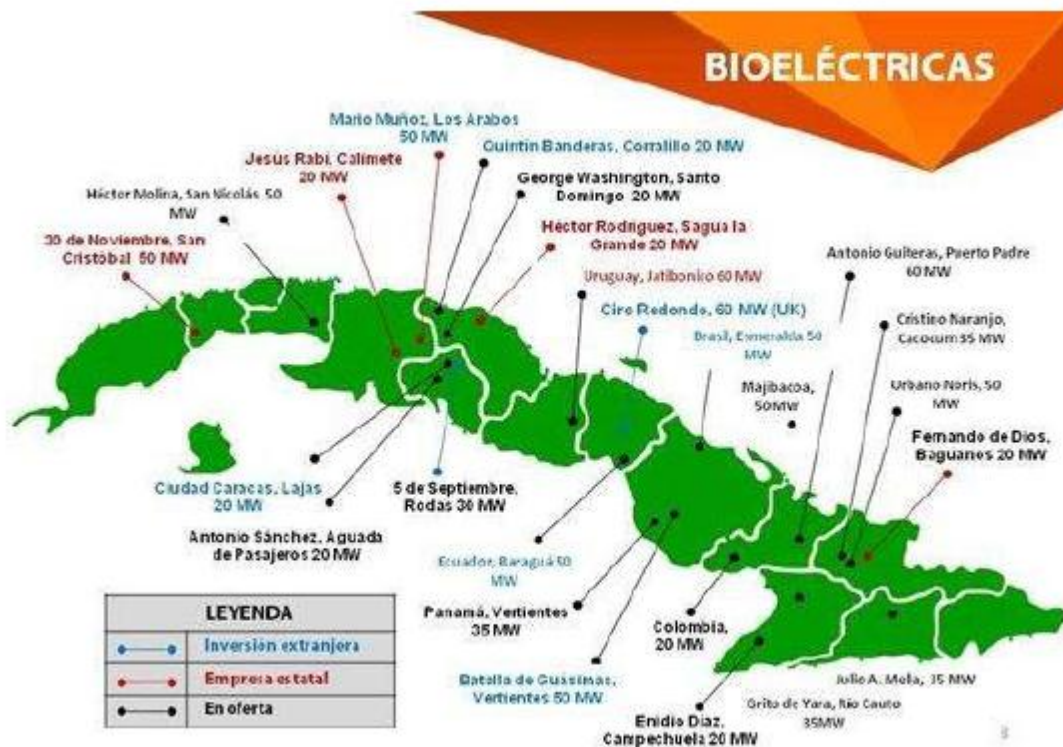 BIOELÉCTRICAS
Mario Muñoz, Los Arabos
50 MW
Quintín Banderas, Corralillo 20 MW
Jesús Rabí, Calimete
20 MW
George Washington, Santo
Domingo 20 MW
Héctor Molina, San Nicolás 50
MW
Héctor Rodríguez, Sagua la
Grande 20 MW
30 de Noviembre, San
Cristóbal 50 MW
Antonio Guiteras, Puerto Padre
60 MW
Uruguay, Jatibonico 60 MW
Ciro Redondo, 60 MW (UK)
Cristino Naranjo,
Cacocum 35 MW
Brasil, Esmeralda 50
MW
Majibacoa,
50MW
Urbano Noris, 50
MW
Fernando de Dios,
Baguanos 20 MW
Ciudad Caracas, Lajas
20 MW
5 de Septiembre,
Rodas 30 MW
Antonio Sánchez, Aguada
de Pasajeros 20 MW
Ecuador, Baraguá 50
MW
Panamá, Vertientes
35 MW
Colombia,
20 MW
Batalla de Guásimas,
Vertientes 50 MW
Julio A. Mella, 35 MW
Grito de Yara, Río Cauto
35MW
Enidio Díaz,
Campechuela 20 MW
LEYENDA
Inversión extranjera
Empresa estatal
En oferta